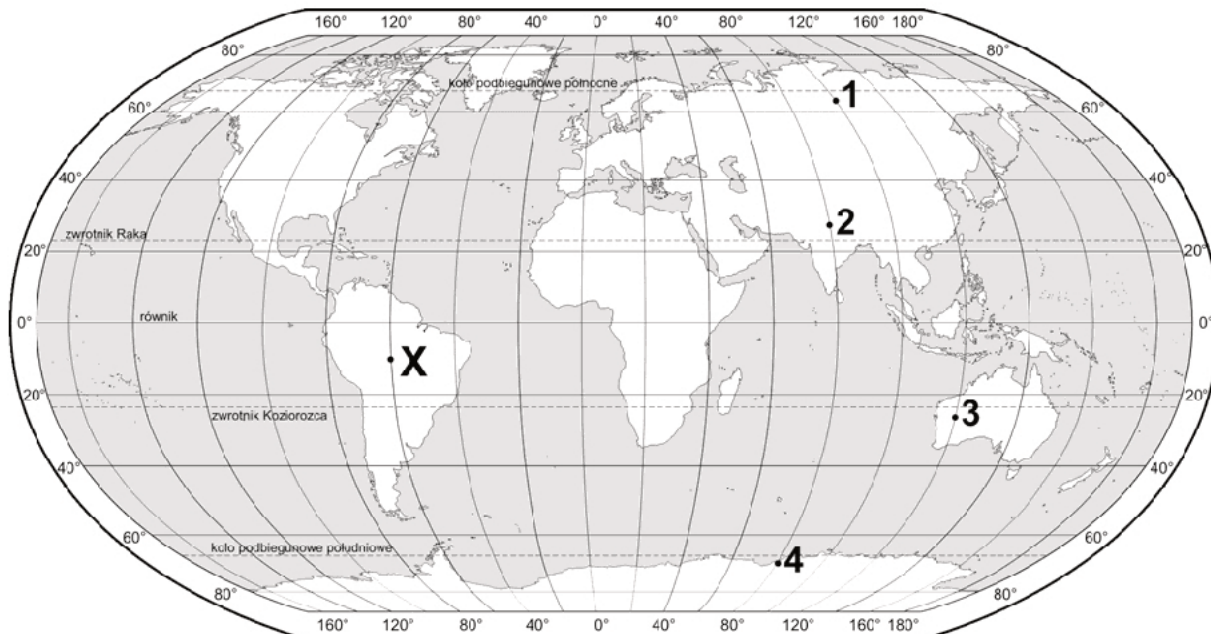 160° 120° 80° 40° 0° 40° 80° 120° 160° 180°
80° 80°
koło podbiegunowe północne
1
60° 60°
40° 40°
2
zwrotnik Raka
20° 20°
równik
0° 0°
X
20° 20°
zwrotnik Koziorożca
3
40° 40°
60° 60°
koło podbiegunowe południowe
4
80° 80°
160° 120° 80° 40° 0° 40° 80° 120° 160° 180°